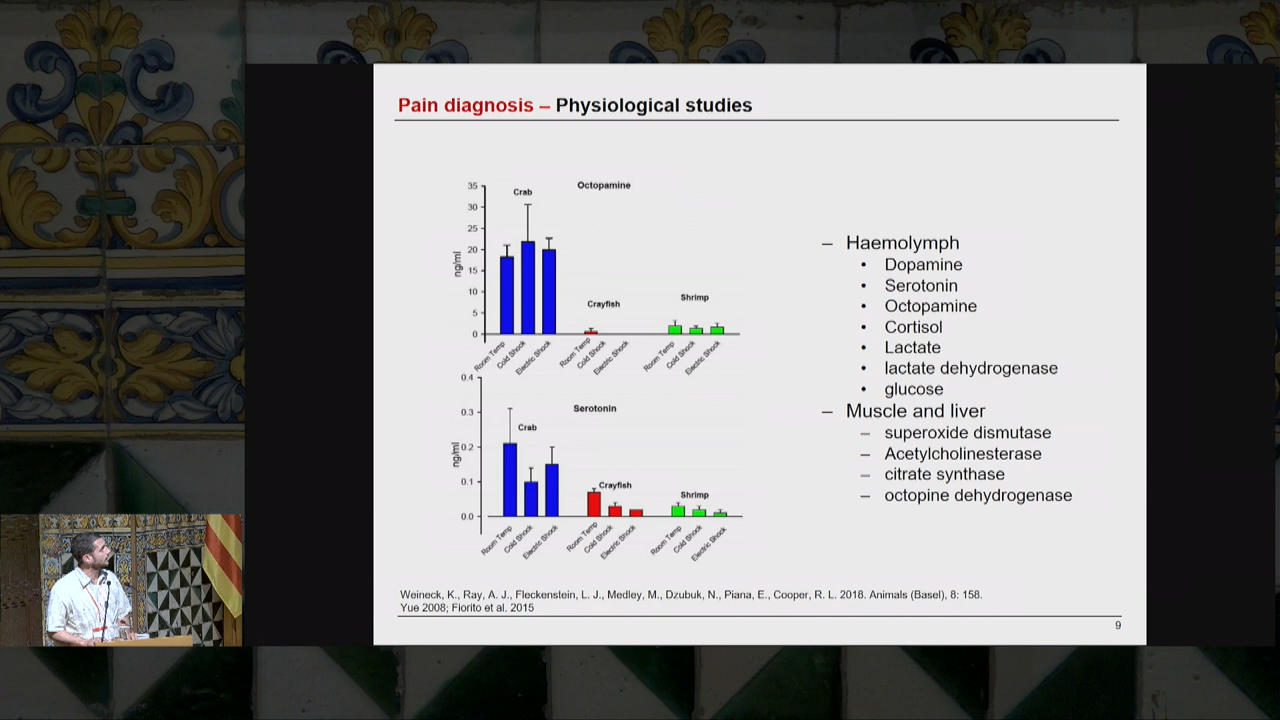 Pain diagnosis – Physiological studies
Octopamine
Crab
Crayfish
Shrimp
ng/ml
35
30
25
20
15
10
5
0
Room Temp
Cold Shock
Electric Shock
Room Temp
Cold Shock
Electric Shock
Room Temp
Cold Shock
Electric Shock
Serotonin
Crab
Crayfish
Shrimp
ng/ml
0.4
0.3
0.2
0.1
0.0
Room Temp
Cold Shock
Electric Shock
Room Temp
Cold Shock
Electric Shock
Room Temp
Cold Shock
Electric Shock
– Haemolymph
• Dopamine
• Serotonin
• Octopamine
• Cortisol
• Lactate
• lactate dehydrogenase
• glucose
– Muscle and liver
– superoxide dismutase
– Acetylcholinesterase
– citrate synthase
– octopine dehydrogenase
Weineck, K., Ray, A. J., Fleckenstein, L. J., Medley, M., Dzubuk, N., Piana, E., Cooper, R. L. 2018. Animals (Basel), 8: 158.
Yue 2008; Fiorito et al. 2015
9